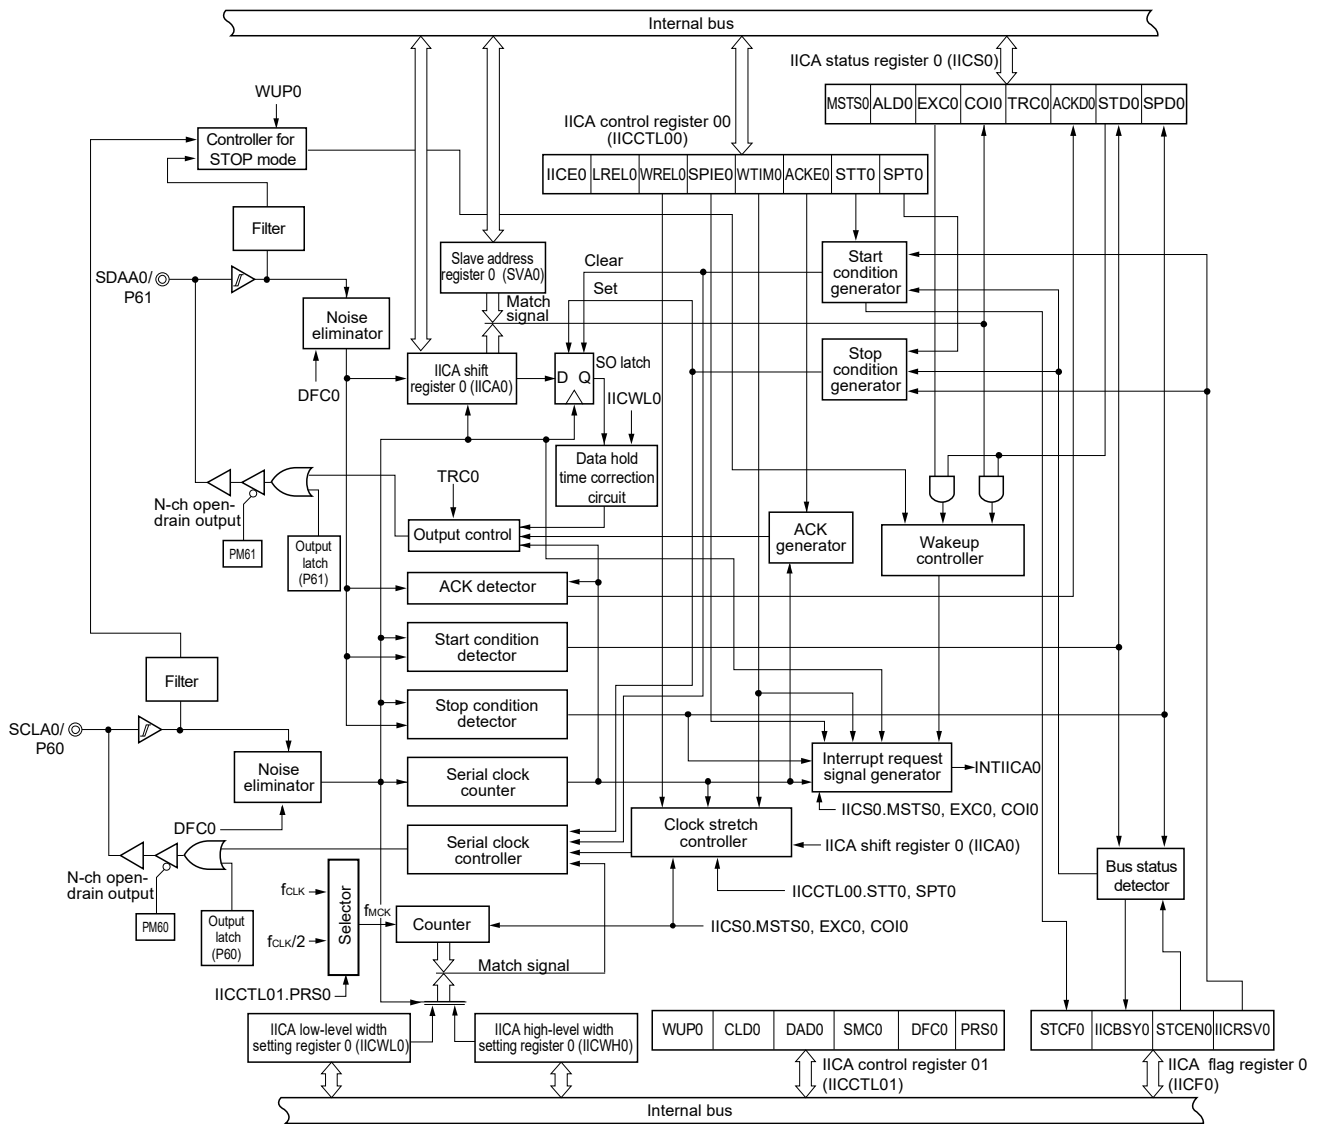 Internal bus
IICA status register 0 (IICS0)
MSTS0 ALD0 EXC0 COI0 TRC0 ACKD0 STD0 SPD0
WUP0
Controller for
STOP mode
IICA control register 00
(IICCTL00)
IICE0 LREL0 WREL0 SPIE0 WTIM0 ACKE0 STT0 SPT0
Filter
Slave address
register 0 (SVA0)
Clear
Set
Start
condition
generator
SDAA0/
P61
Match
signal
Noise
eliminator
DFC0
IICA shift
register 0 (IICA0)
D Q
SO latch
IICWL0
Stop
condition
generator
Data hold
time correction
circuit
TRC0
N-ch open-
drain output
PM61
Output
latch
(P61)
Output control
ACK
generator
Wakeup
controller
ACK detector
Start condition
detector
Filter
Stop condition
detector
SCLA0/
P60
Noise
eliminator
DFC0
Serial clock
counter
Interrupt request
signal generator
INTIICA0
IICS0.MSTS0, EXC0, COI0
Clock stretch
controller
IICA shift register 0 (IICA0)
Serial clock
controller
IICCTL00.STT0, SPT0
Bus status
detector
N-ch open-
drain output
PM60
Output
latch
(P60)
fCLK
fCLK/2
Selector
fMCK
Counter
IICS0.MSTS0, EXC0, COI0
Match signal
IICCTL01.PRS0
IICA low-level width
setting register 0 (IICWL0)
IICA high-level width
setting register 0 (IICWH0)
WUP0 CLD0 DAD0 SMC0 DFC0 PRS0
IICA control register 01
(IICCTL01)
STCF0 IICBSY0 STCEN0 IICRSV0
IICA flag register 0
(IICF0)
Internal bus